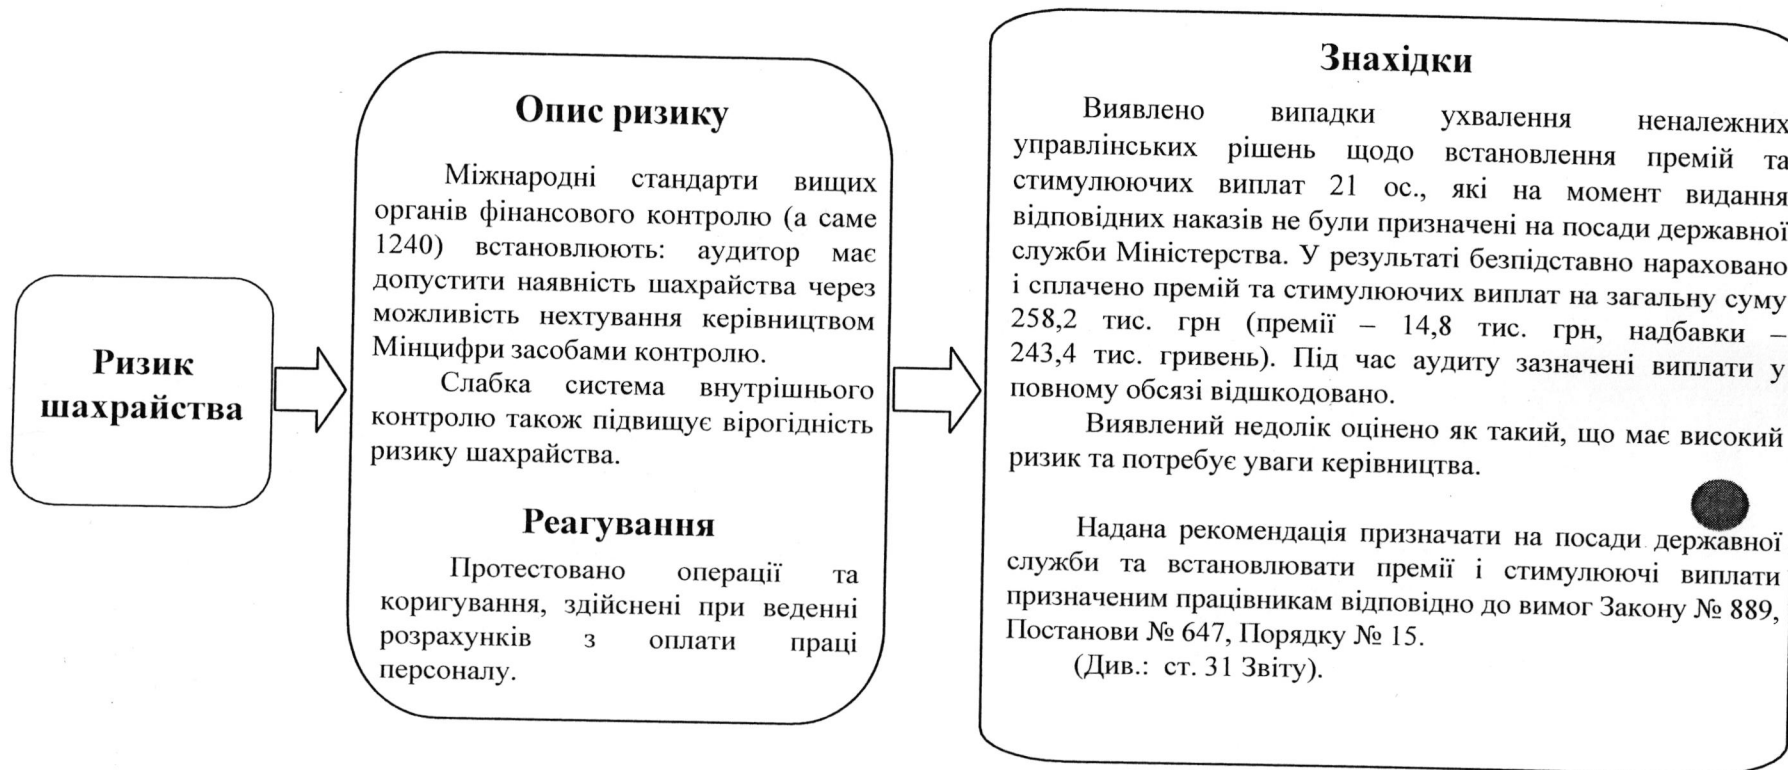 Ризик
шахрайства
Опис ризику
Міжнародні стандарти вищих
органів фінансового контролю (а саме
1240) встановлюють: аудитор має
допустити наявність шахрайства через
можливість нехтування керівництвом
Мінцифри засобами контролю.
Слабка система внутрішнього
контролю також підвищує вірогідність
ризику шахрайства.
Реагування
Протестовано операції та
коригування, здійснені при веденні
розрахунків з оплати праці
персоналу.
Знахідки
Виявлено випадки ухвалення неналежних
управлінських рішень щодо встановлення премій та
стимулюючих виплат 21 ос., які на момент видання
відповідних наказів не були призначені на посади державної
служби Міністерства. У результаті безпідставно нараховано
і сплачено премій та стимулюючих виплат на загальну суму
258,2 тис. грн (премії – 14,8 тис. грн, надбавки –
243,4 тис. гривень). Під час аудиту зазначені виплати у
повному обсязі відшкодовано.
Виявлений недолік оцінено як такий, що має високий
ризик та потребує уваги керівництва.
Надана рекомендація призначати на посади державної
служби та встановлювати премії і стимулюючі виплати
призначеним працівникам відповідно до вимог Закону № 889,
Постанови № 647, Порядку № 15.
(Див.: ст. 31 Звіту).